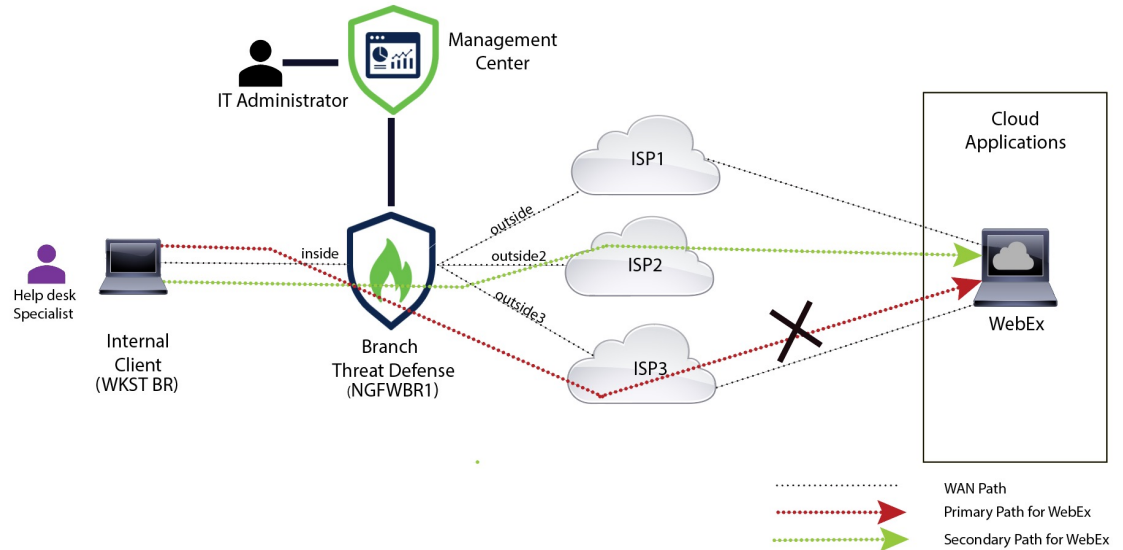 Management
Center
IT Administrator
Cloud
Applications
ISP1
outside
inside
outside2
ISP2
outside3
Help desk
Specialist
WebEx
Internal
Client
(WKST BR)
Branch
Threat Defense
(NGFWBR1)
ISP3
WAN Path
Primary Path for WebEx
Secondary Path for WebEx